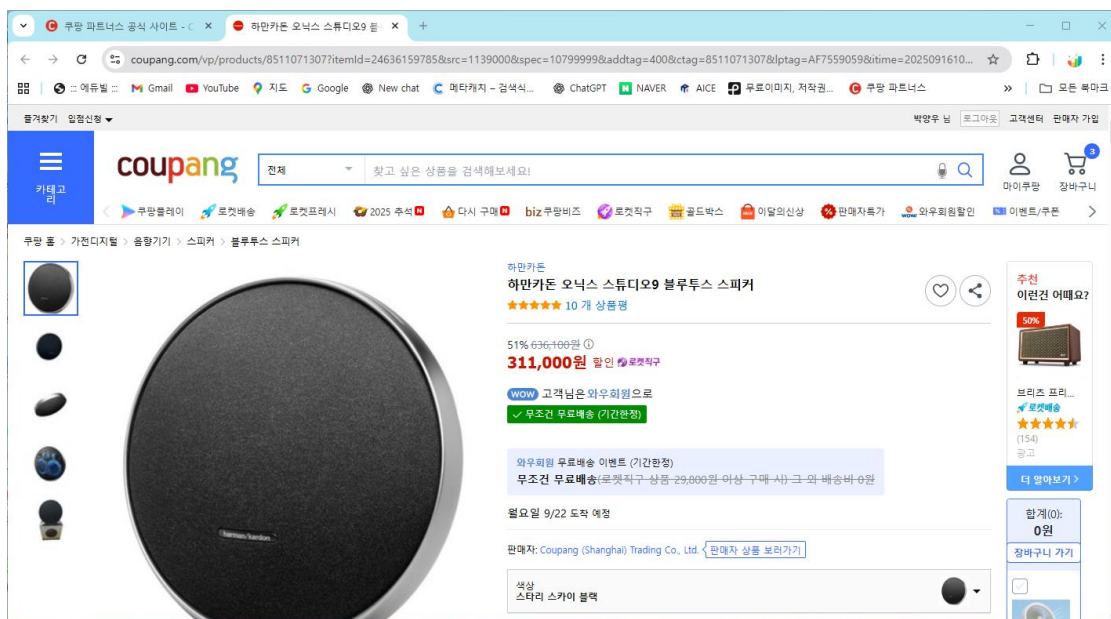 쿠팡 파트너스 공식 사이트 - C
하만카돈 오닉스 스튜디오9 블
coupang.com/vp/products/8511071307?itemId=24636159785&src=1139000&spec=10799999&addtag=400&ctag=8511071307&lptag=AF7559059&itime=2025091610...
::: 에듀윌 :::
Gmail
YouTube
지도
Google
New chat
메타캐치 – 검색식...
ChatGPT
NAVER
AICE
무료이미지, 저작권...
쿠팡 파트너스
»
모든 북마크
즐겨찾기 입점신청
박양우 님 로그아웃 고객센터 판매자 가입
카테고리
coupang
전체
찾고 싶은 상품을 검색해보세요!
마이쿠팡
3
장바구니
쿠팡플레이
로켓배송
로켓프레시
2025 추석 N
다시 구매 N
biz 쿠팡비즈
로켓직구
골드박스
이달의신상
판매자특가
와우회원할인
이벤트/쿠폰
쿠팡 홈 > 가전디지털 > 음향기기 > 스피커 > 블루투스 스피커
harman/kardon
하만카돈
하만카돈 오닉스 스튜디오9 블루투스 스피커
10 개 상품평
51% 636,100원
311,000원 할인 로켓직구
WOW 고객님은 와우회원으로
무조건 무료배송 (기간한정)
와우회원 무료배송 이벤트 (기간한정)
무조건 무료배송(로켓직구 상품 29,800원 이상 구매 시) 그 외 배송비 0원
월요일 9/22 도착 예정
판매자: Coupang (Shanghai) Trading Co., Ltd. 판매자 상품 보러가기
색상
스타리 스카이 블랙
추천
이런건 어때요?
50%
브리즈 프리...
로켓배송
(154)
광고
더 알아보기 >
합계(0):
0원
장바구니 가기